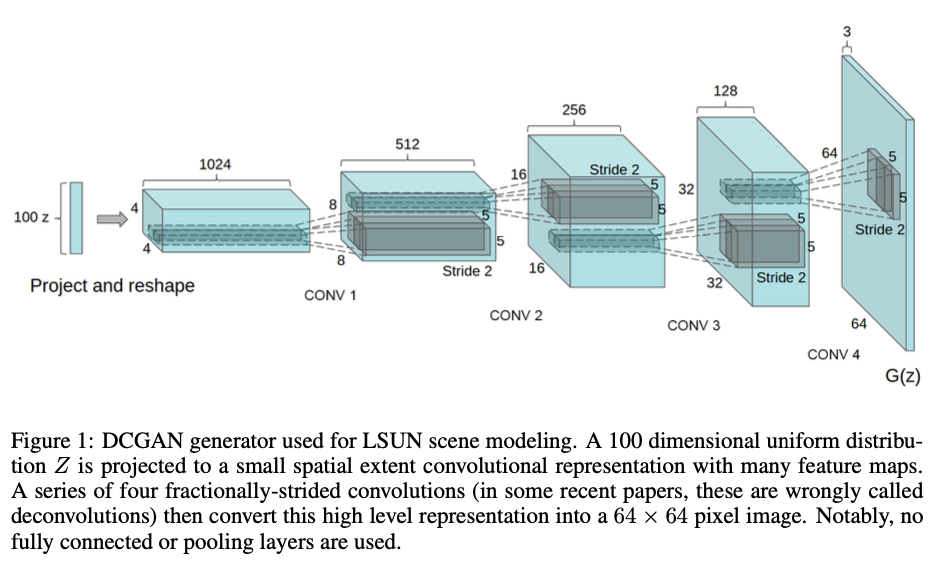 3
128
256
64
512
5
Stride 2
16
1024
5
32
5
5
8
4
5
5
100 z
5
Stride 2
4
5
5
8
Stride 2
16
Stride 2
Project and reshape
32
CONV 1
CONV 2
CONV 3
64
CONV 4
G(z)
Figure 1: DCGAN generator used for LSUN scene modeling. A 100 dimensional uniform distribu-
tion Z is projected to a small spatial extent convolutional representation with many feature maps.
A series of four fractionally-strided convolutions (in some recent papers, these are wrongly called
deconvolutions) then convert this high level representation into a 64 × 64 pixel image. Notably, no
fully connected or pooling layers are used.